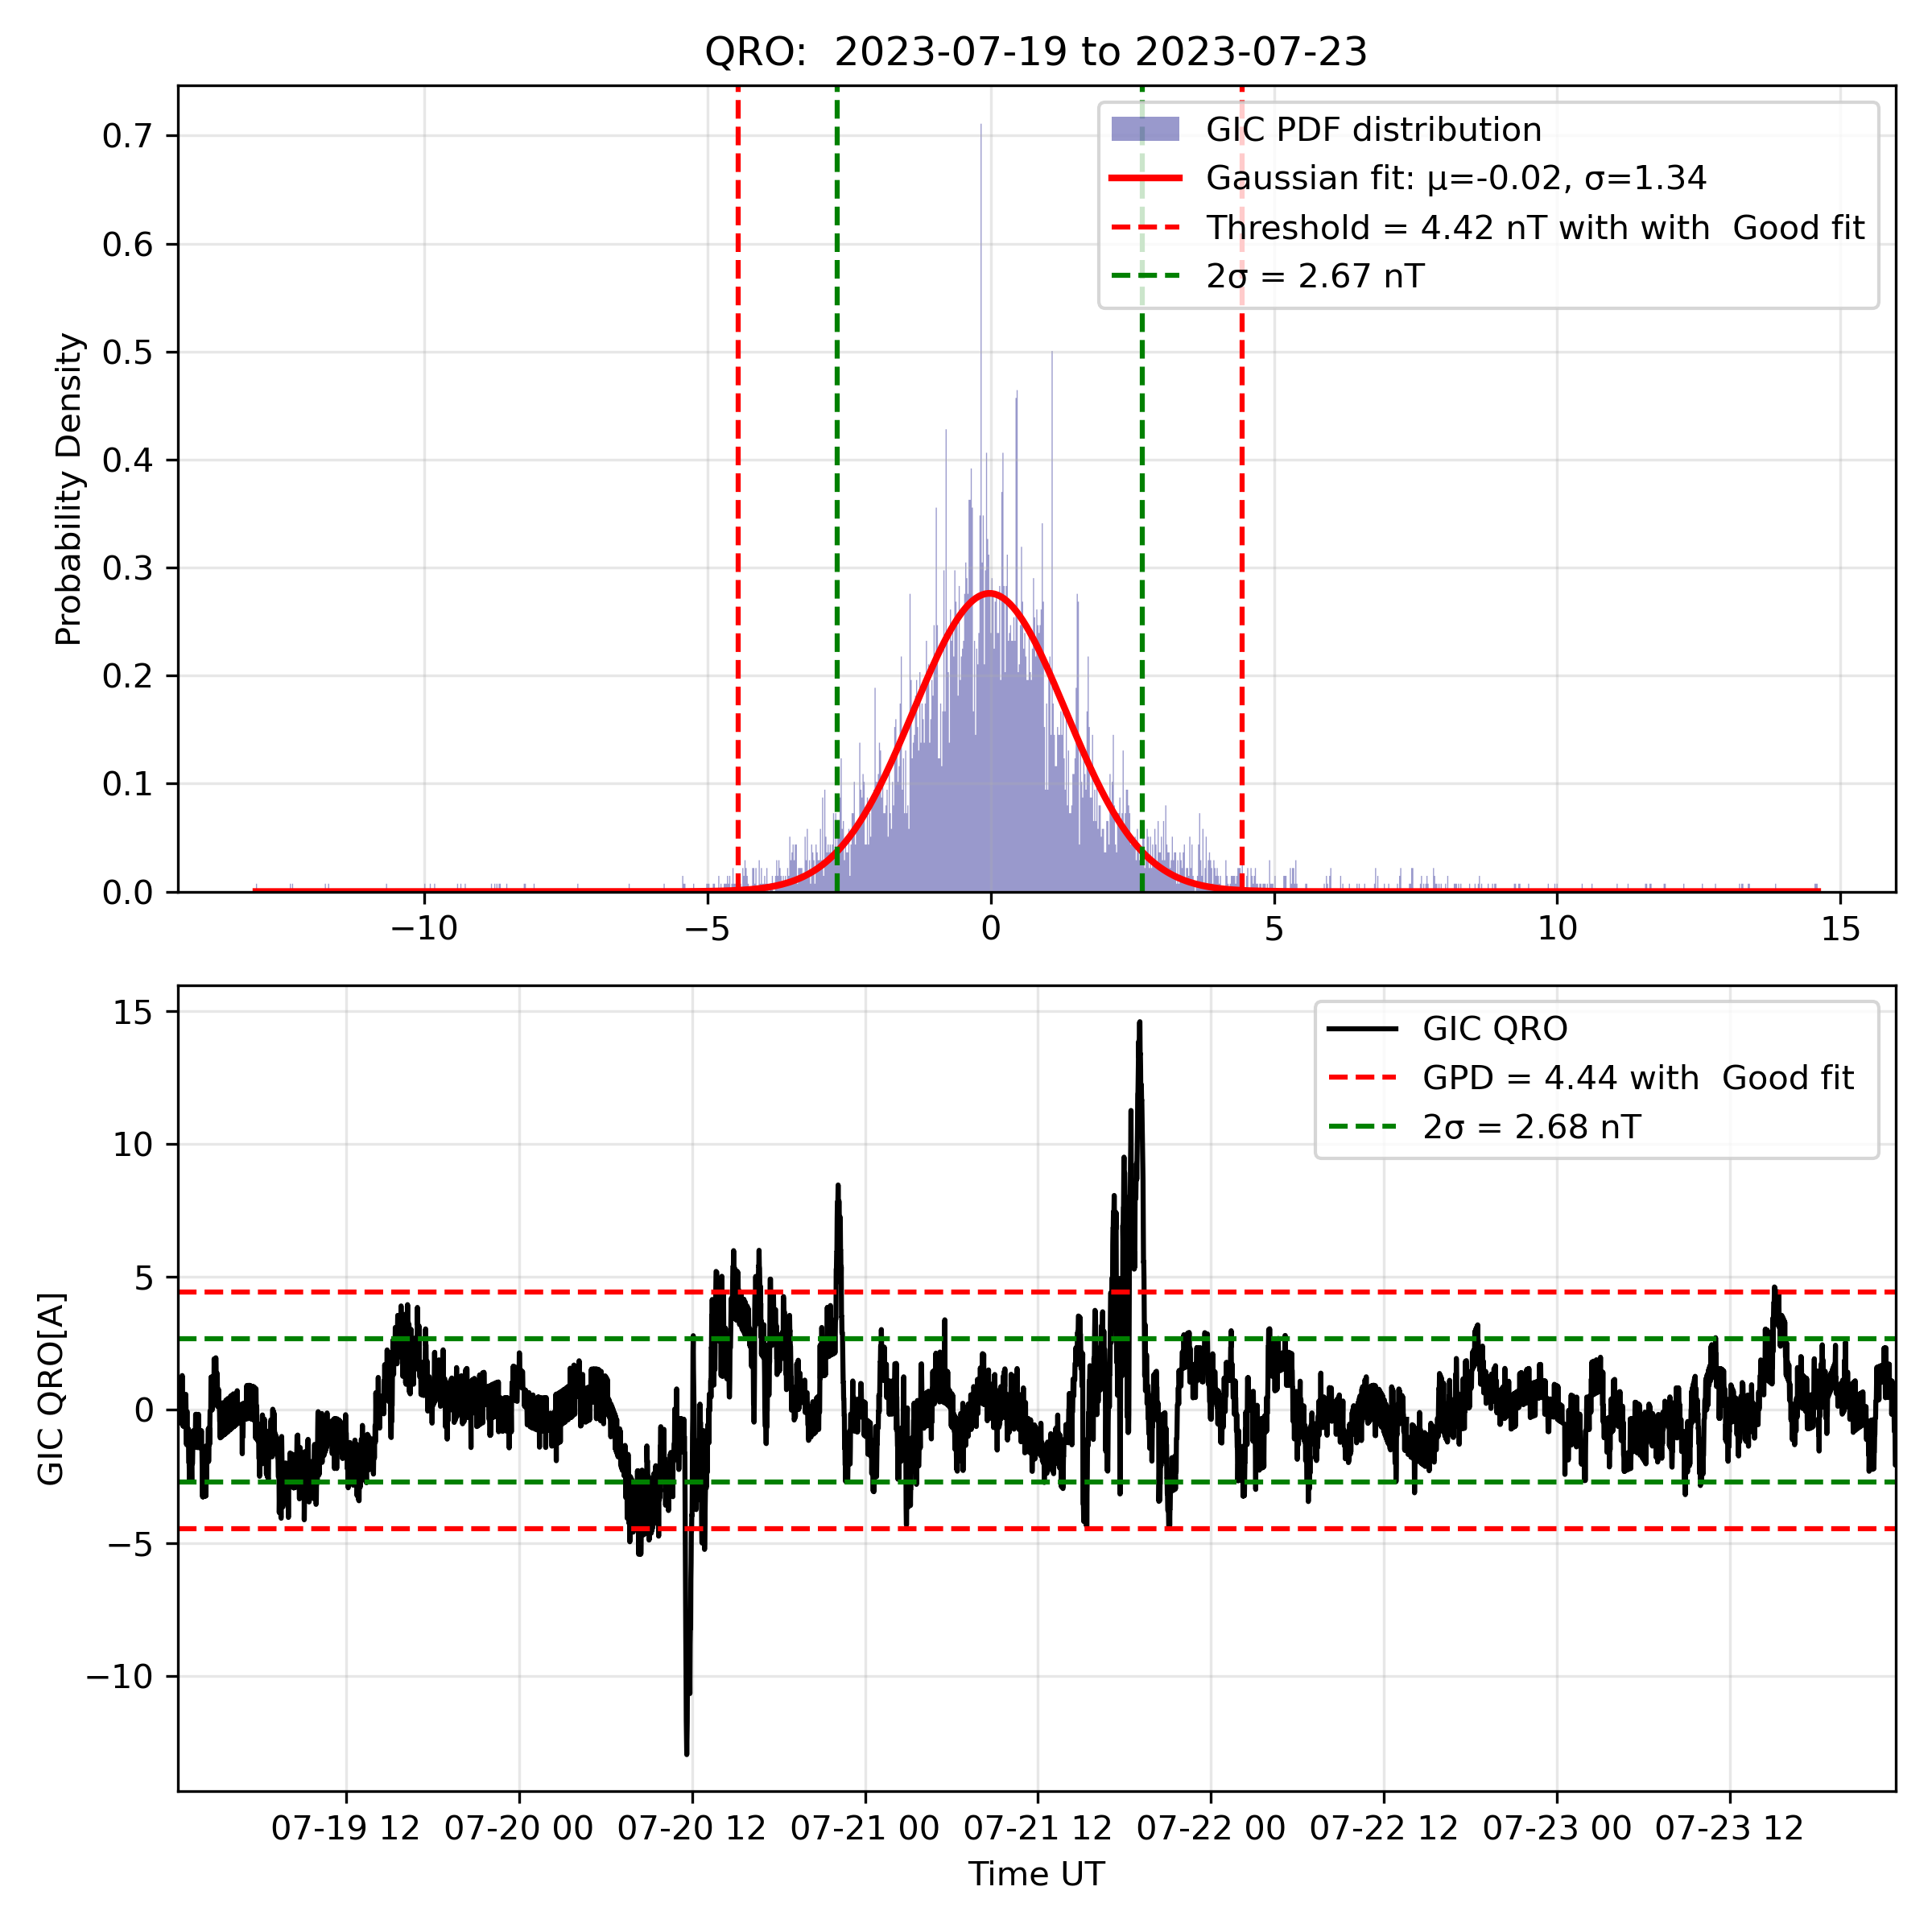 QRO:  2023-07-19 to 2023-07-23
Probability Density
0.7
0.6
0.5
0.4
0.3
0.2
0.1
0.0
GIC PDF distribution
Gaussian fit: μ=-0.02, σ=1.34
Threshold = 4.42 nT with with  Good fit
2σ = 2.67 nT
−10
−5
0
5
10
15
GIC QRO[A]
15
10
5
0
−5
−10
GIC QRO
GPD = 4.44 with  Good fit
2σ = 2.68 nT
07-19 12
07-20 00
07-20 12
07-21 00
07-21 12
07-22 00
07-22 12
07-23 00
07-23 12
Time UT